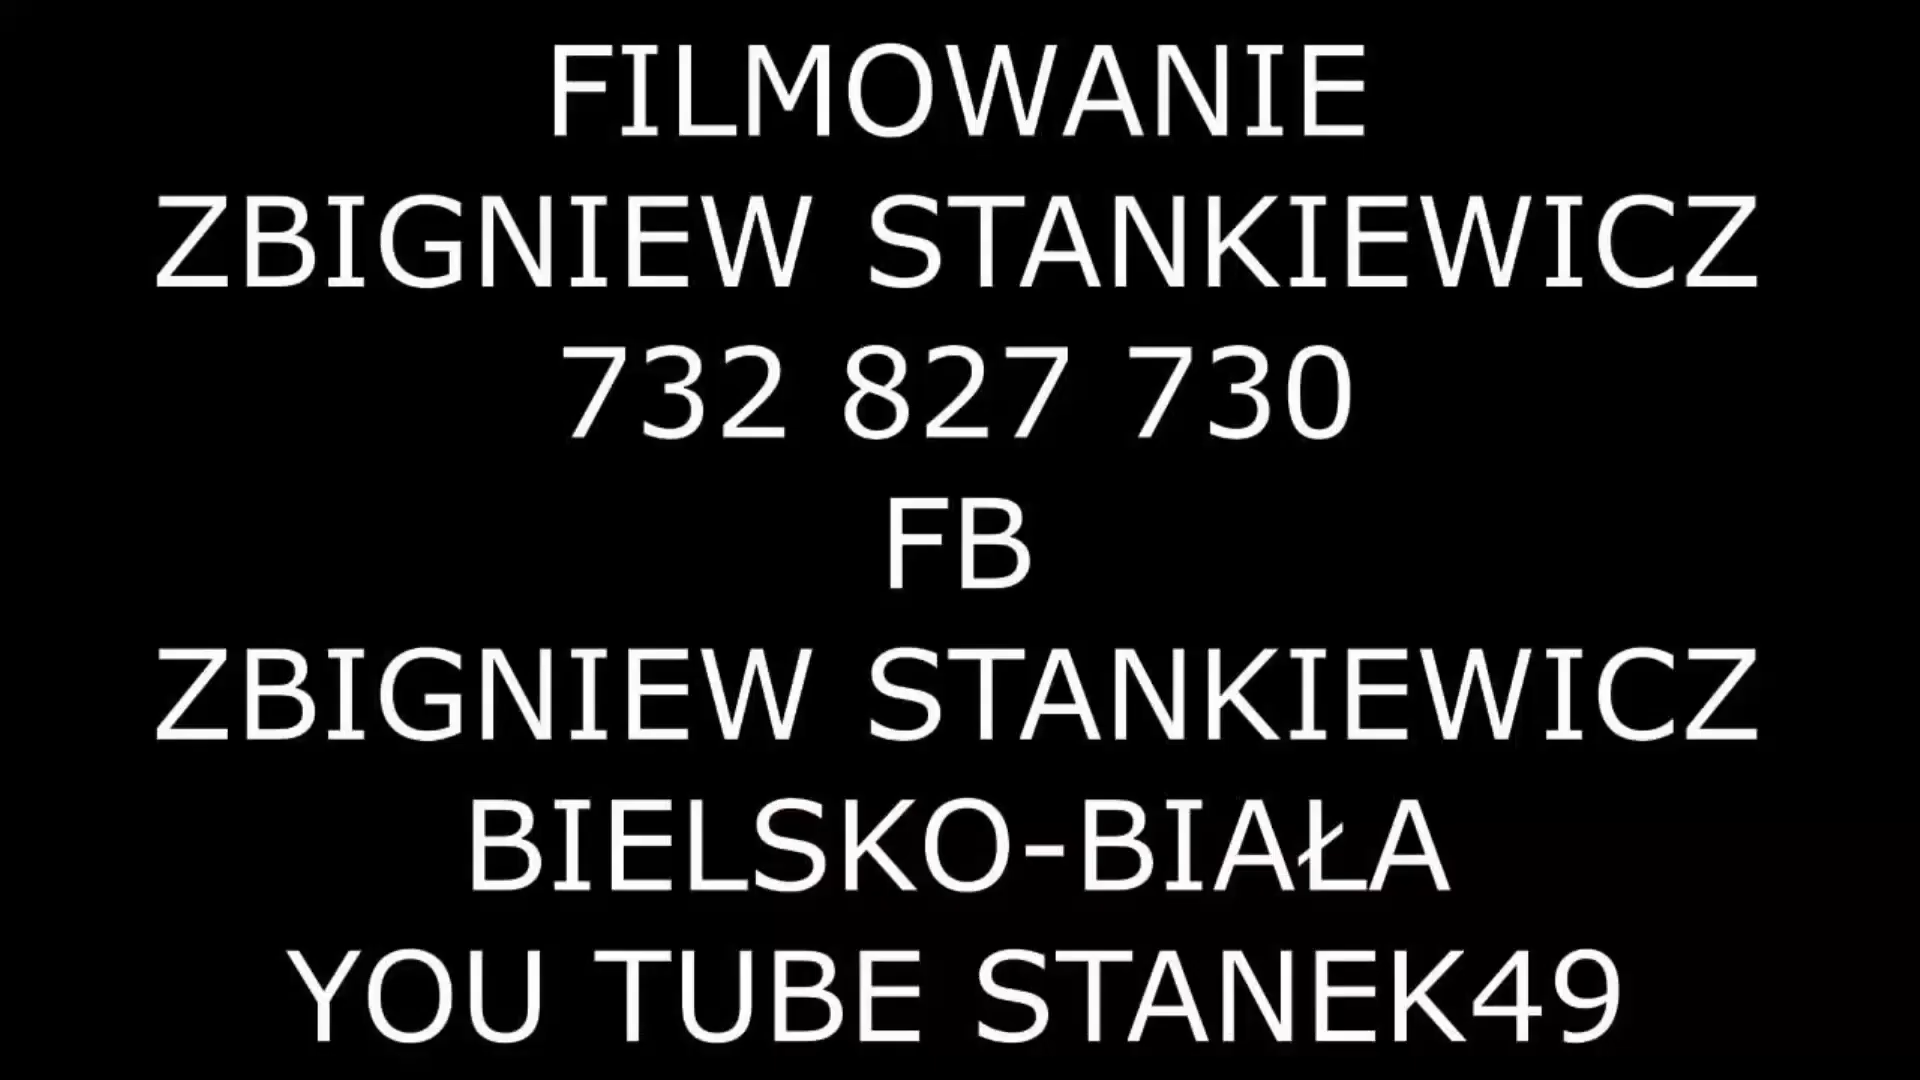 FILMOWANIE
ZBIGNIEW STANKIEWICZ
732 827 730
FB
ZBIGNIEW STANKIEWICZ
BIELSKO-BIAŁA
YOU TUBE STANEK49